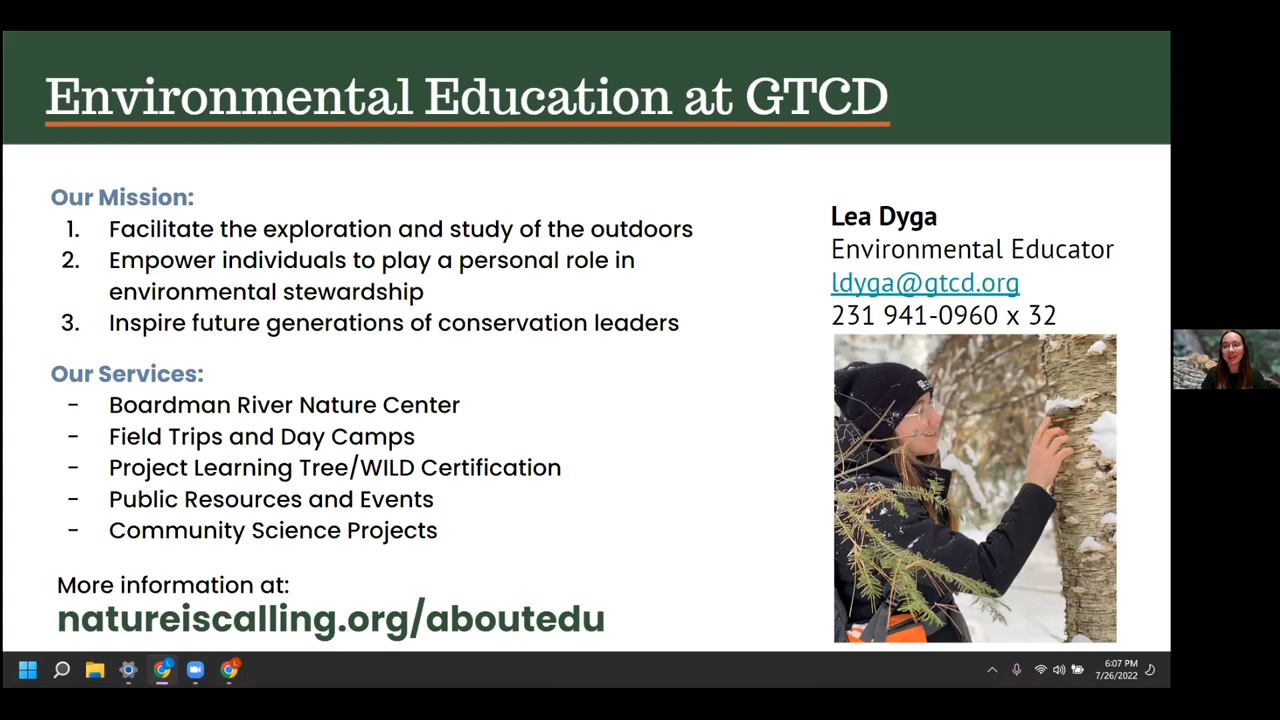 Environmental Education at GTCD
Our Mission:
1. Facilitate the exploration and study of the outdoors
2. Empower individuals to play a personal role in
environmental stewardship
3. Inspire future generations of conservation leaders
Our Services:
- Boardman River Nature Center
- Field Trips and Day Camps
- Project Learning Tree/WILD Certification
- Public Resources and Events
- Community Science Projects
More information at:
natureiscalling.org/aboutedu
Lea Dyga
Environmental Educator
ldyga@gtcd.org
231 941-0960 x 32
6:07 PM
7/26/2022